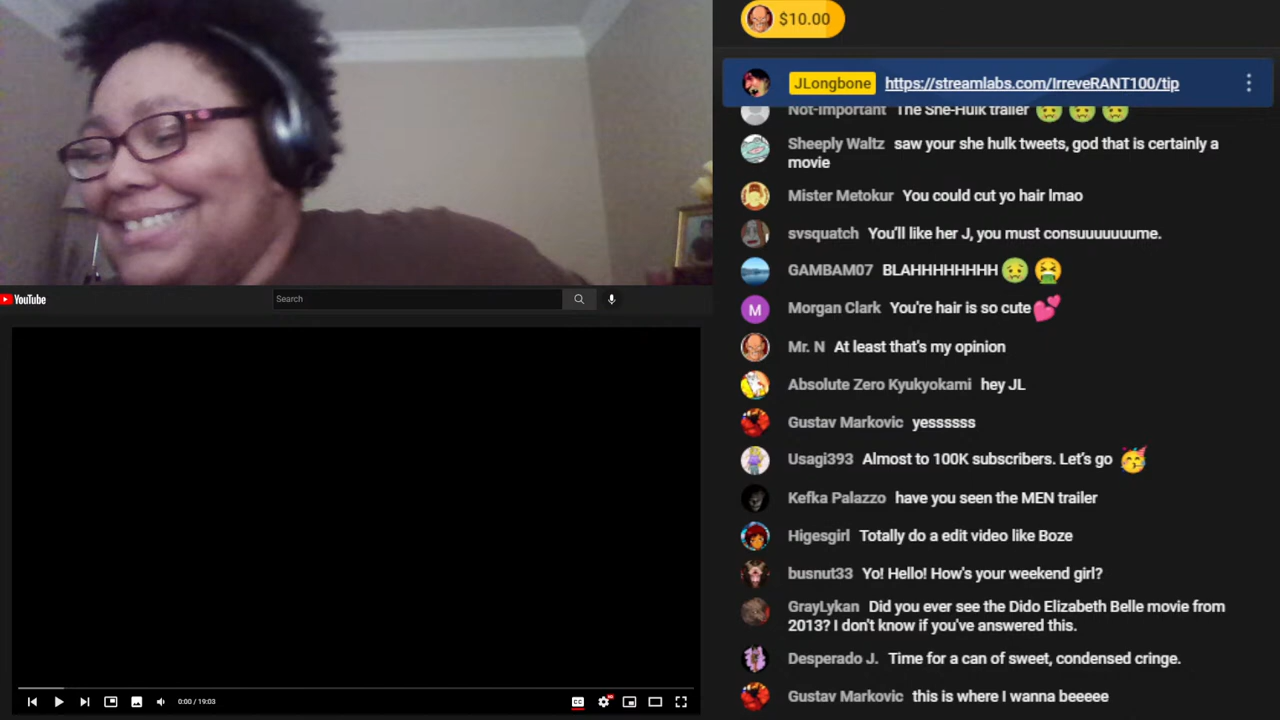 $10.00
JLongbone https://streamlabs.com/IrreveRANT100/tip
Not-Important The She-Hulk trailer
Sheeply Waltz saw your she hulk tweets, god that is certainly a
movie
Mister Metokur You could cut yo hair lmao
svsquatch You'll like her J, you must consuuuuuuume.
GAMBAM07 BLAHHHHHHHH
M Morgan Clark You're hair is so cute
Mr. N At least that's my opinion
Absolute Zero Kyukyokami hey JL
Gustav Markovic yessssss
Usagi393 Almost to 100K subscribers. Let's go
Kefka Palazzo have you seen the MEN trailer
Higesgirl Totally do a edit video like Boze
busnut33 Yo! Hello! How's your weekend girl?
GrayLykan Did you ever see the Dido Elizabeth Belle movie from
2013? I don't know if you've answered this.
Desperado J. Time for a can of sweet, condensed cringe.
Gustav Markovic this is where I wanna beeeee
YouTube
Search
0:00 / 19:03
CC